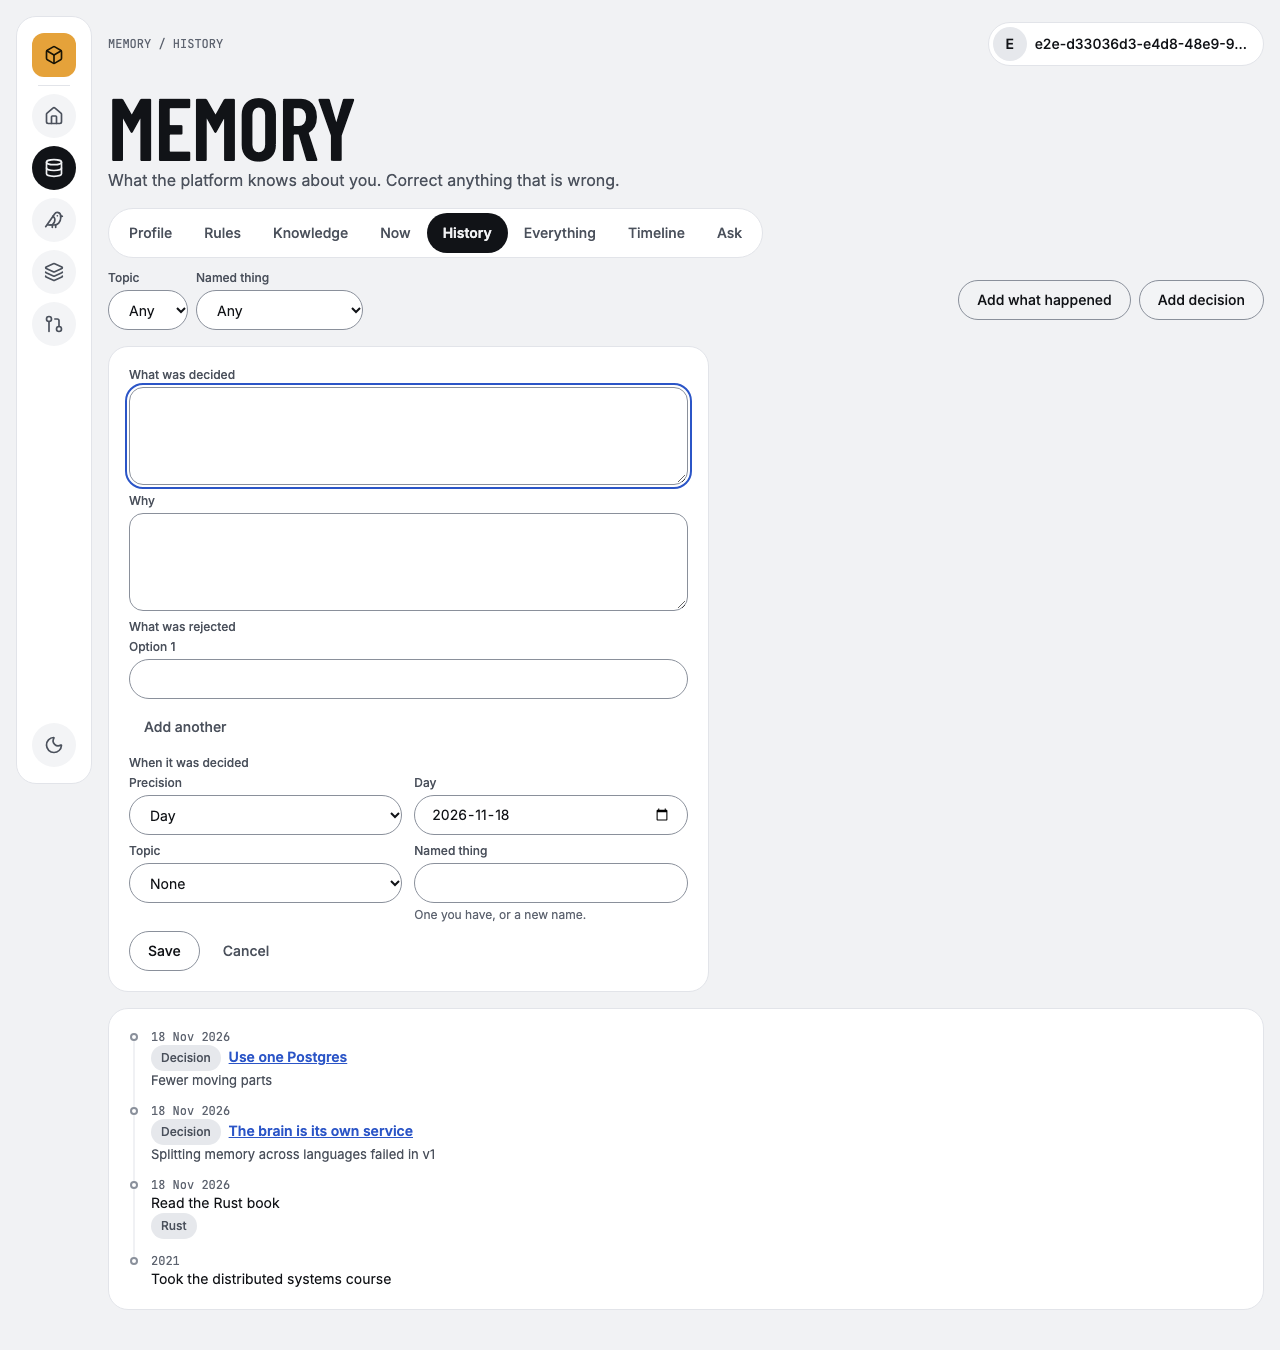 MEMORY / HISTORY
E e2e-d33036d3-e4d8-48e9-9...
MEMORY
What the platform knows about you. Correct anything that is wrong.
Profile Rules Knowledge Now History Everything Timeline Ask
Topic Named thing
Any Any Add what happened Add decision
What was decided
Why
What was rejected
Option 1
Add another
When it was decided
Precision Day
Day 2026-11-18
Topic Named thing
None
One you have, or a new name.
Save Cancel
18 Nov 2026
Decision Use one Postgres
Fewer moving parts
18 Nov 2026
Decision The brain is its own service
Splitting memory across languages failed in v1
18 Nov 2026
Read the Rust book
Rust
2021
Took the distributed systems course